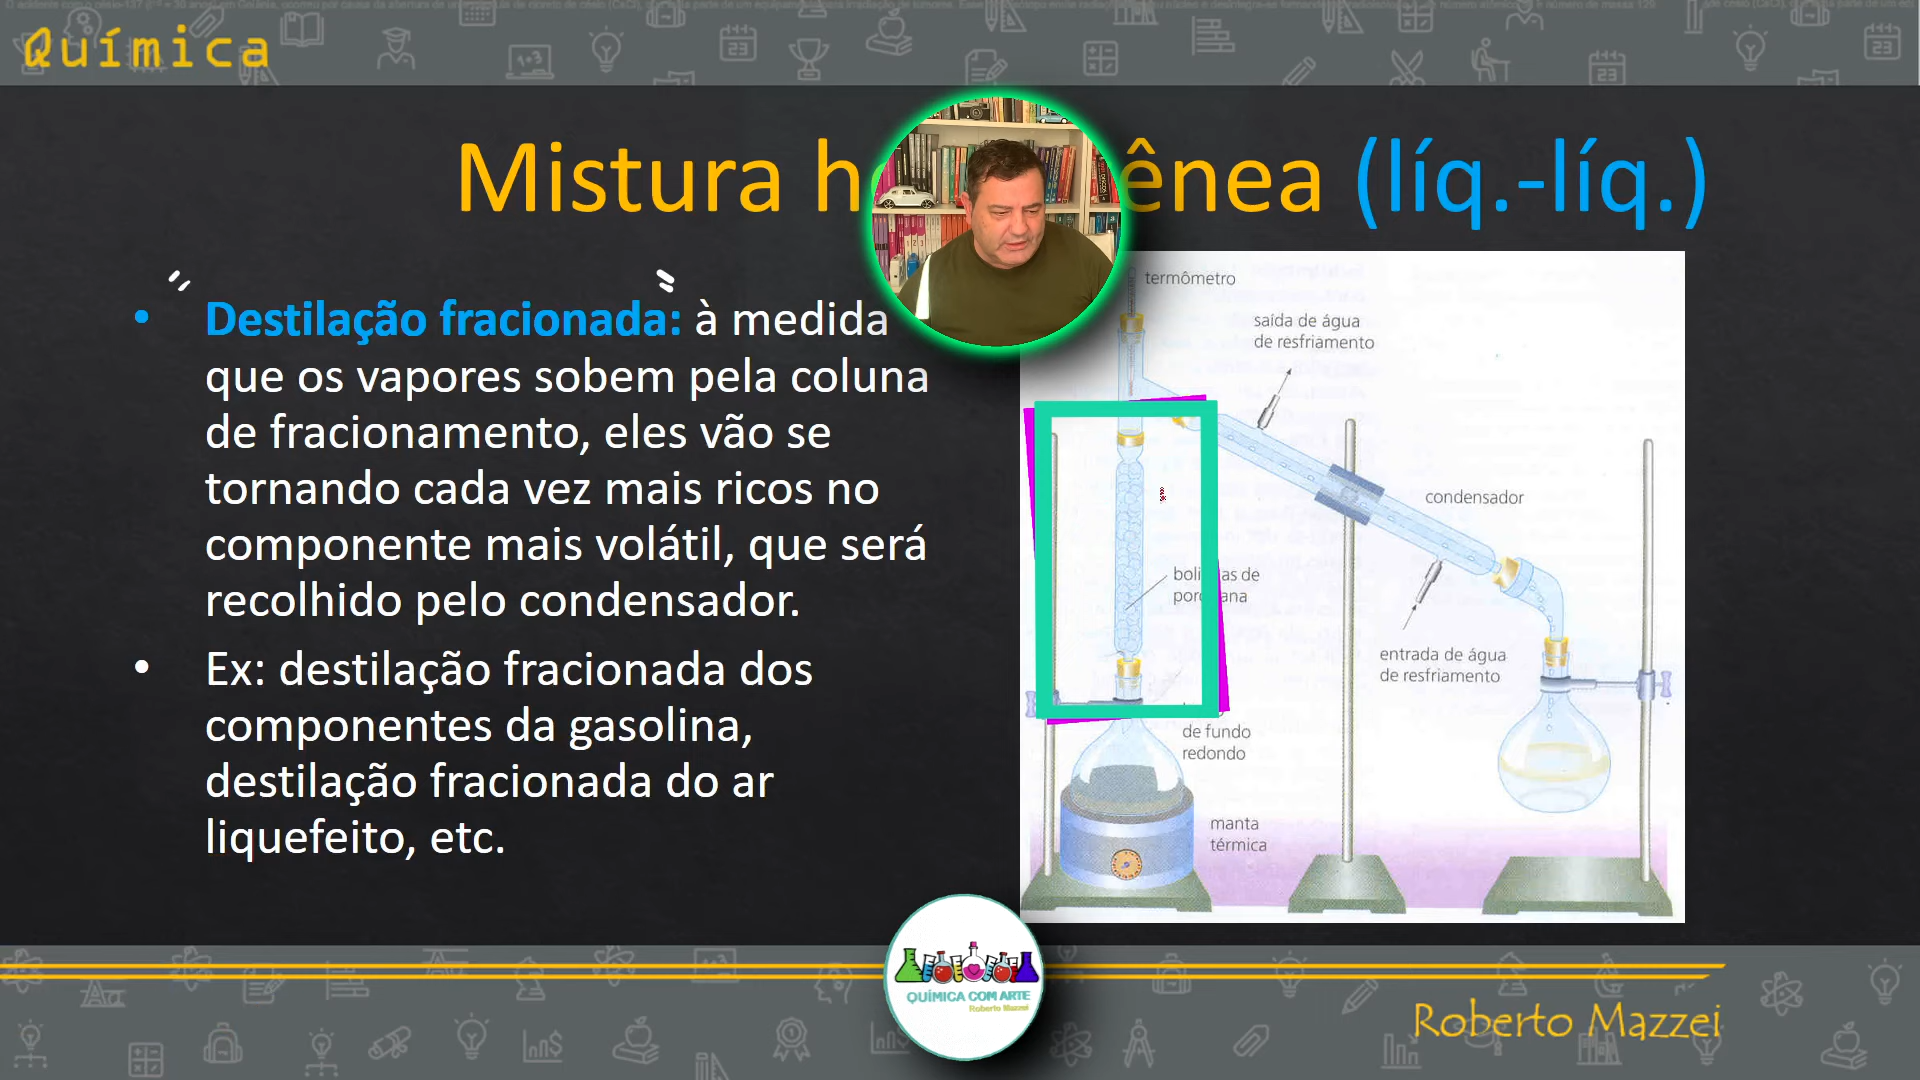 Química
Mistura h ênea (líq.-líq.)
Destilação fracionada: à medida
que os vapores sobem pela coluna
de fracionamento, eles vão se
tornando cada vez mais ricos no
componente mais volátil, que será
recolhido pelo condensador.
Ex: destilação fracionada dos
componentes da gasolina,
destilação fracionada do ar
liquefeito, etc.
termômetro
saída de água
de resfriamento
condensador
entrada de água
de resfriamento
de fundo
redondo
manta
térmica
QUÍMICA COM ARTE
Roberto Mazzei
Roberto Mazzei